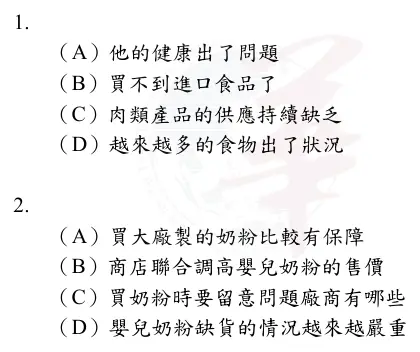 1.
（A）他的健康出了問題
（B）買不到進口食品了
（C）肉類產品的供應持續缺乏
（D）越來越多的食物出了狀況
2.
（A）買大廠製的奶粉比較有保障
（B）商店聯合調高嬰兒奶粉的售價
（C）買奶粉時要留意問題廠商有哪些
（D）嬰兒奶粉缺貨的情況越來越嚴重